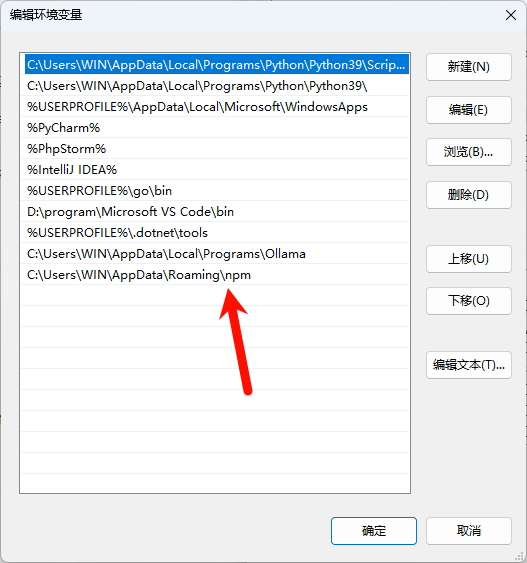 编辑环境变量
C:\Users\WIN\AppData\Local\Programs\Python\Python39\Scrip...
C:\Users\WIN\AppData\Local\Programs\Python\Python39\
%USERPROFILE%\AppData\Local\Microsoft\WindowsApps
%PyCharm%
%PhpStorm%
%IntelliJ IDEA%
%USERPROFILE%\go\bin
D:\program\Microsoft VS Code\bin
%USERPROFILE%\.dotnet\tools
C:\Users\WIN\AppData\Local\Programs\Ollama
C:\Users\WIN\AppData\Roaming\npm
新建(N)
编辑(E)
浏览(B)...
删除(D)
上移(U)
下移(O)
编辑文本(T)...
确定
取消